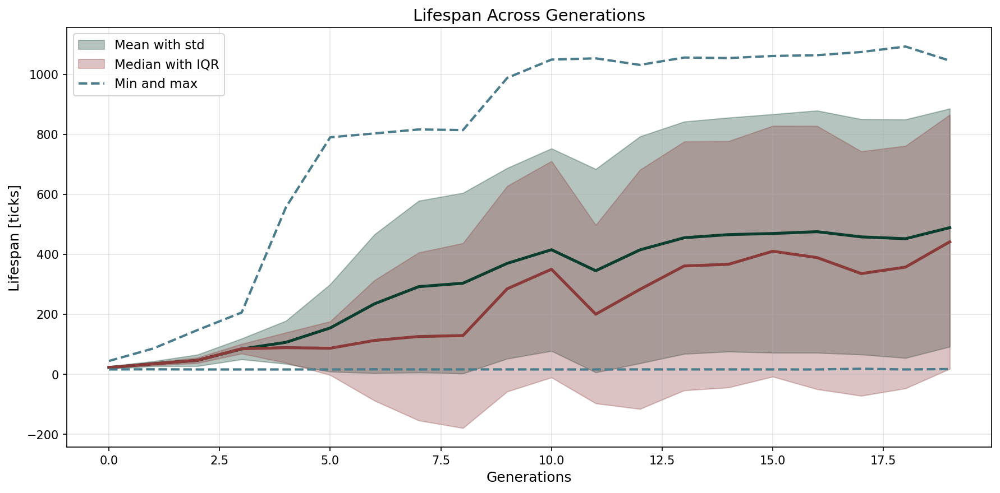 Lifespan Across Generations
Mean with std
Median with IQR
Min and max
Lifespan [ticks]
1000
800
600
400
200
0
−200
0.0 2.5 5.0 7.5 10.0 12.5 15.0 17.5
Generations